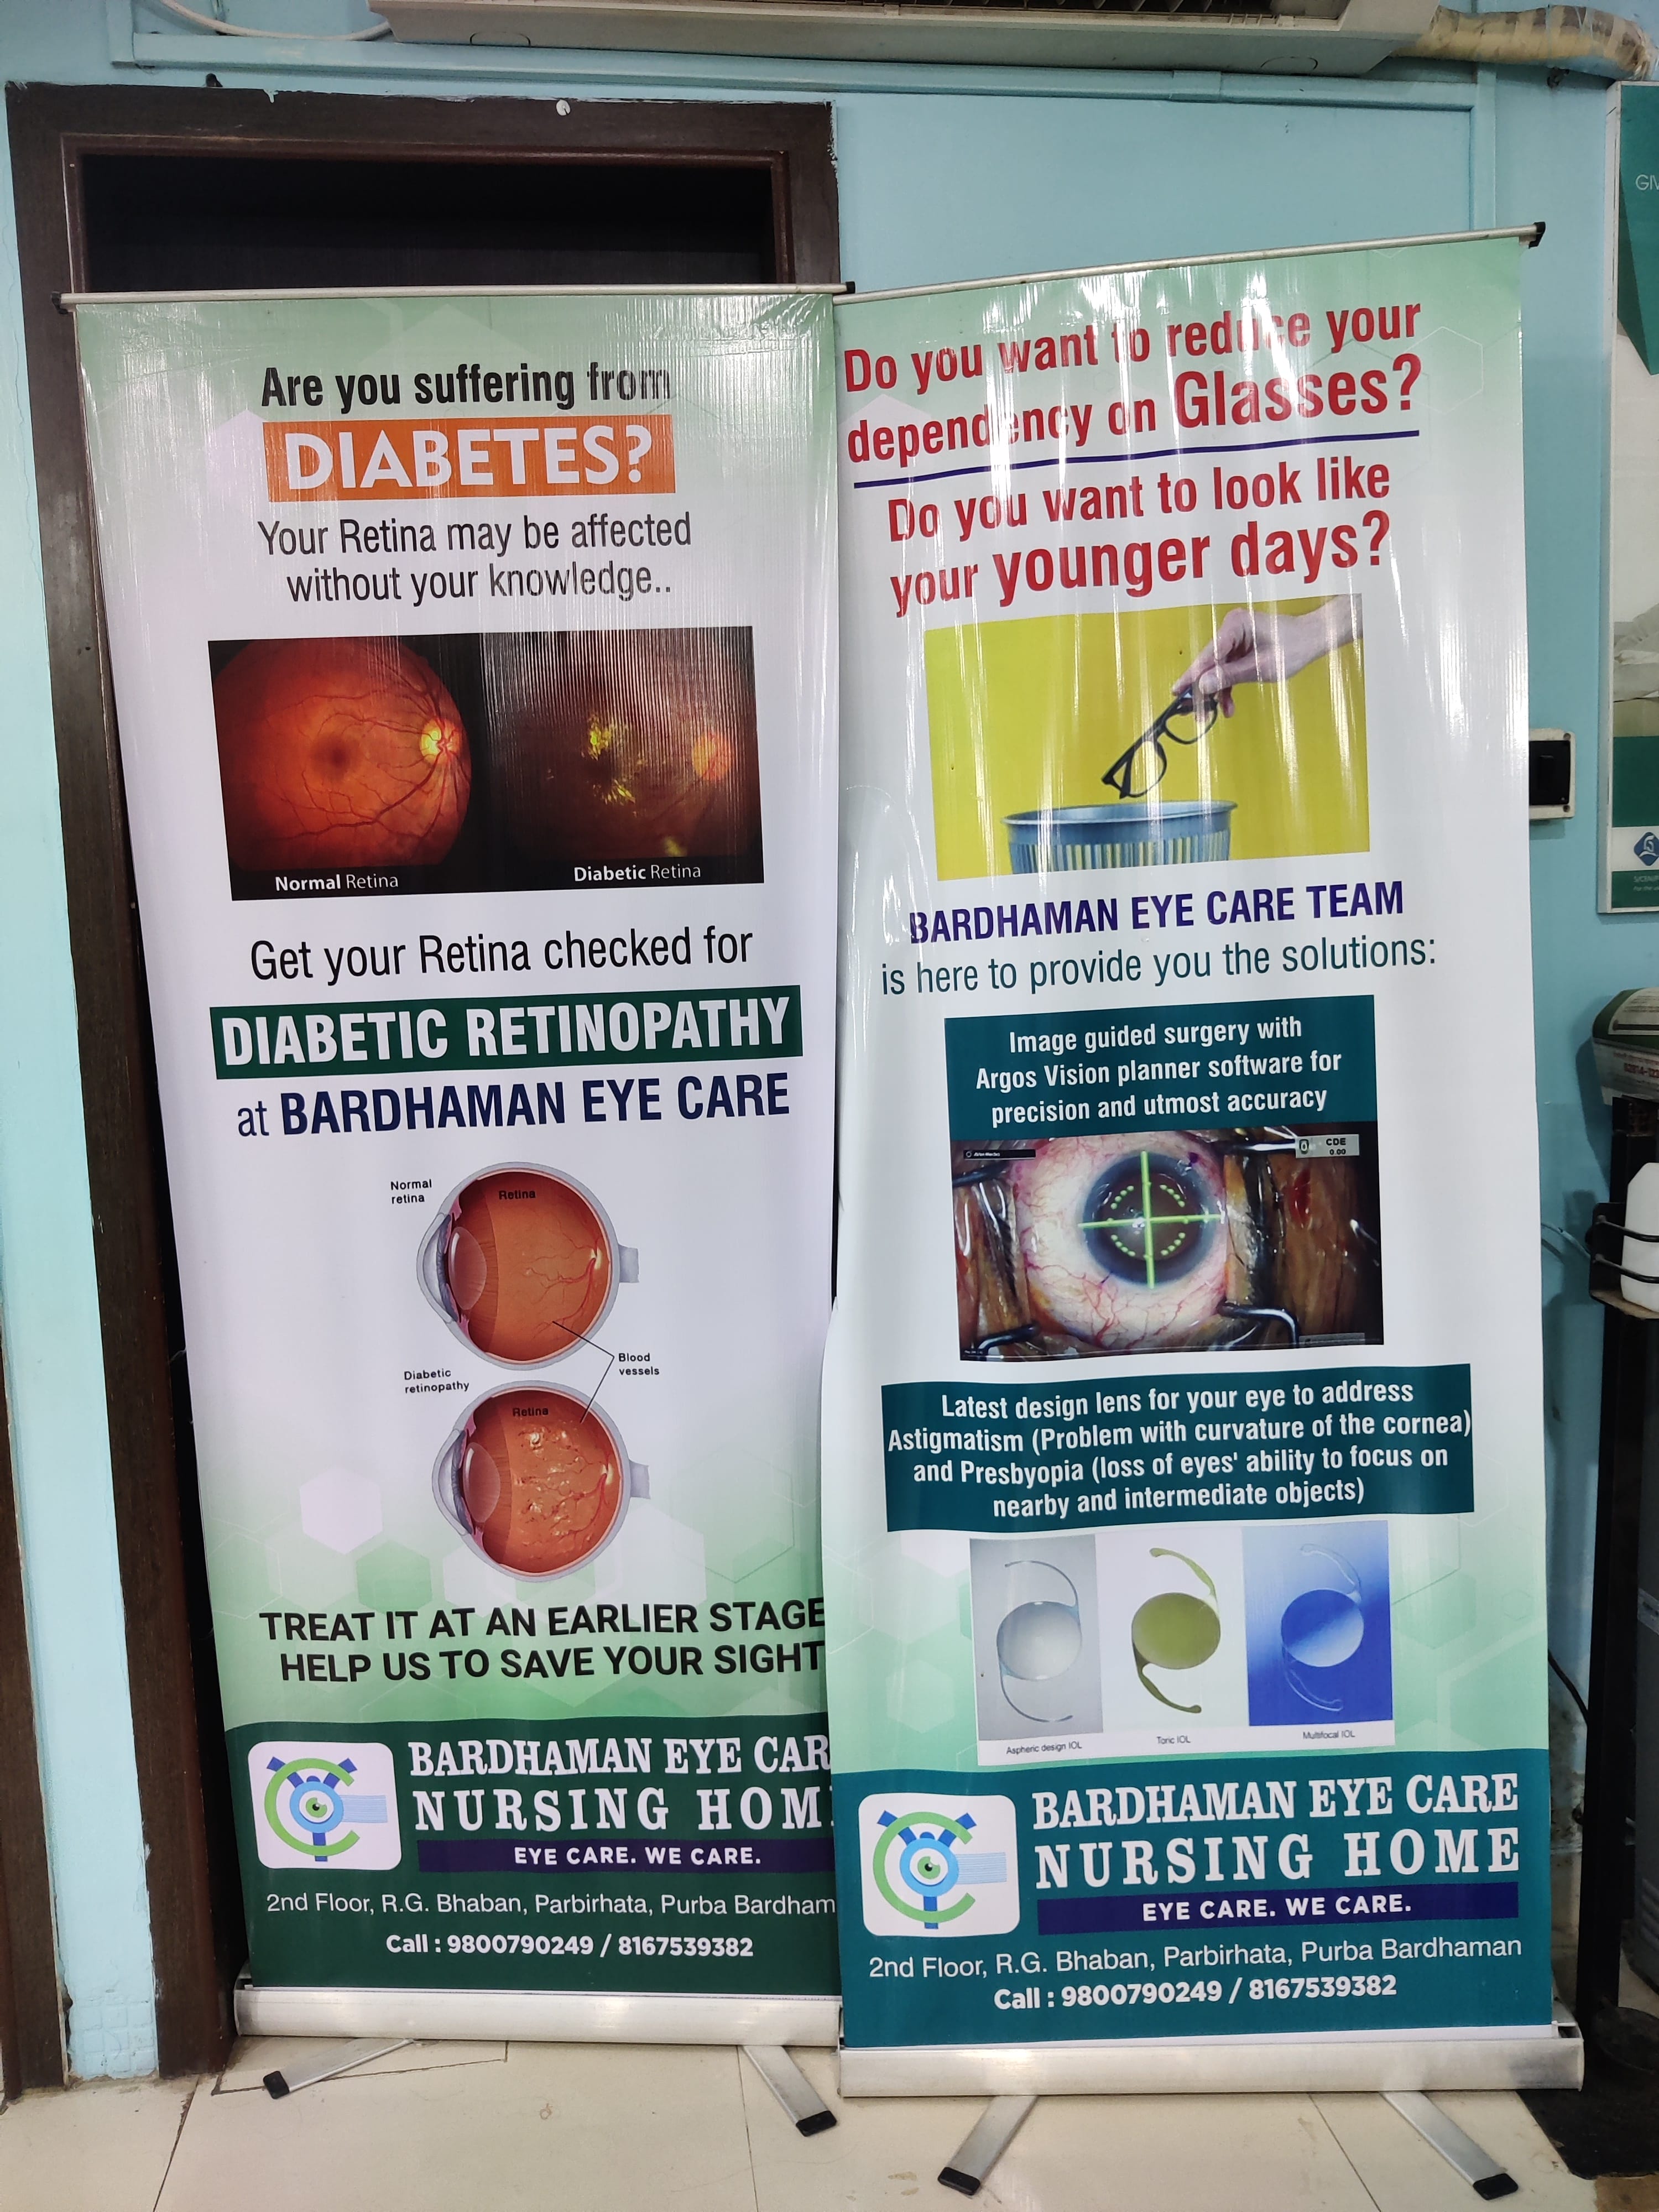 Are you suffering from
DIABETES?
Your Retina may be affected
without your knowledge..
Normal Retina
Diabetic Retina
Get your Retina checked for
DIABETIC RETINOPATHY
at BARDHAMAN EYE CARE
Normal
retina
Retina
Blood
vessels
Diabetic
retinopathy
Retina
TREAT IT AT AN EARLIER STAGE
HELP US TO SAVE YOUR SIGHT
BARDHAMAN EYE CAR
NURSING HOM
EYE CARE. WE CARE.
2nd Floor, R.G. Bhaban, Parbirhata, Purba Bardham
Call : 9800790249 / 8167539382
Do you want to reduce your
dependency on Glasses?
Do you want to look like
your younger days?
BARDHAMAN EYE CARE TEAM
is here to provide you the solutions:
Image guided surgery with
Argos Vision planner software for
precision and utmost accuracy
CDE
0.00
Latest design lens for your eye to address
Astigmatism (Problem with curvature of the cornea)
and Presbyopia (loss of eyes' ability to focus on
nearby and intermediate objects)
Aspheric design IOL
Toric IOL
Multifocal IOL
BARDHAMAN EYE CARE
NURSING HOME
EYE CARE. WE CARE.
2nd Floor, R.G. Bhaban, Parbirhata, Purba Bardhaman
Call : 9800790249 / 8167539382